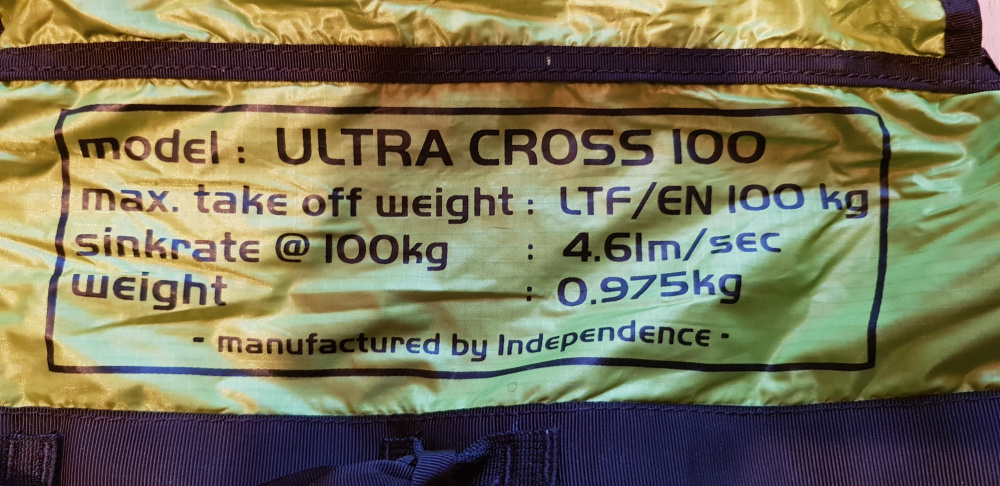 model : ULTRA CROSS 100
max. take off weight : LTF/EN 100 kg
sinkrate @ 100kg : 4.61m/sec
weight : 0.975kg
- manufactured by Independence -